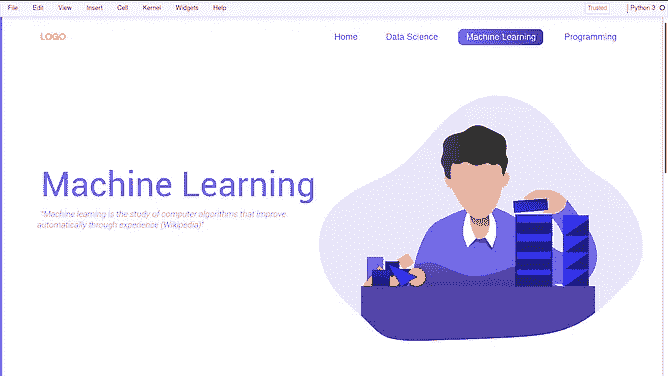 File Edit View Insert Cell Kernel Widgets Help Trusted Python 3
LOGO Home Data Science Machine Learning Programming
Machine Learning
"Machine learning is the study of computer algorithms that improve
automatically through experience (Wikipedia)"